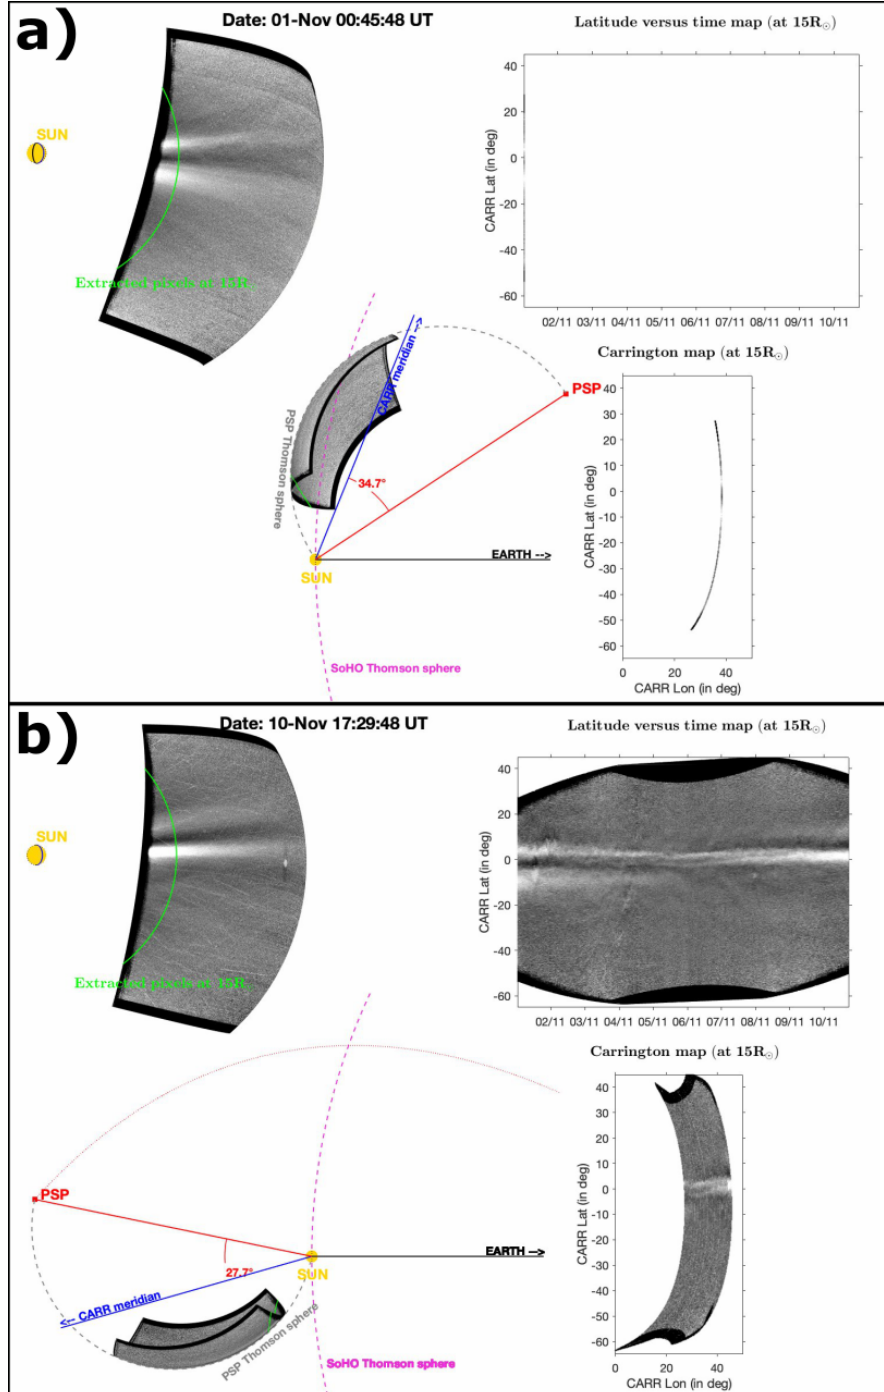 a)
Date: 01-Nov 00:45:48 UT
SUN
Extracted pixels at 15R☉
Latitude versus time map (at 15R☉)
CARR Lat (in deg)
40
20
0
-20
-40
-60
02/11 03/11 04/11 05/11 06/11 07/11 08/11 09/11 10/11
CARR meridian -->
PSP
PSP Thomson sphere
34.7°
EARTH -->
SUN
SoHO Thomson sphere
Carrington map (at 15R☉)
CARR Lat (in deg)
40
30
20
10
0
-10
-20
-30
-40
-50
-60
0 20 40
CARR Lon (in deg)
b)
Date: 10-Nov 17:29:48 UT
SUN
Extracted pixels at 15R☉
Latitude versus time map (at 15R☉)
CARR Lat (in deg)
40
20
0
-20
-40
-60
02/11 03/11 04/11 05/11 06/11 07/11 08/11 09/11 10/11
PSP
27.7°
EARTH -->
SUN
<-- CARR meridian
PSP Thomson sphere
SoHO Thomson sphere
Carrington map (at 15R☉)
CARR Lat (in deg)
40
30
20
10
0
-10
-20
-30
-40
-50
-60
0 20 40
CARR Lon (in deg)